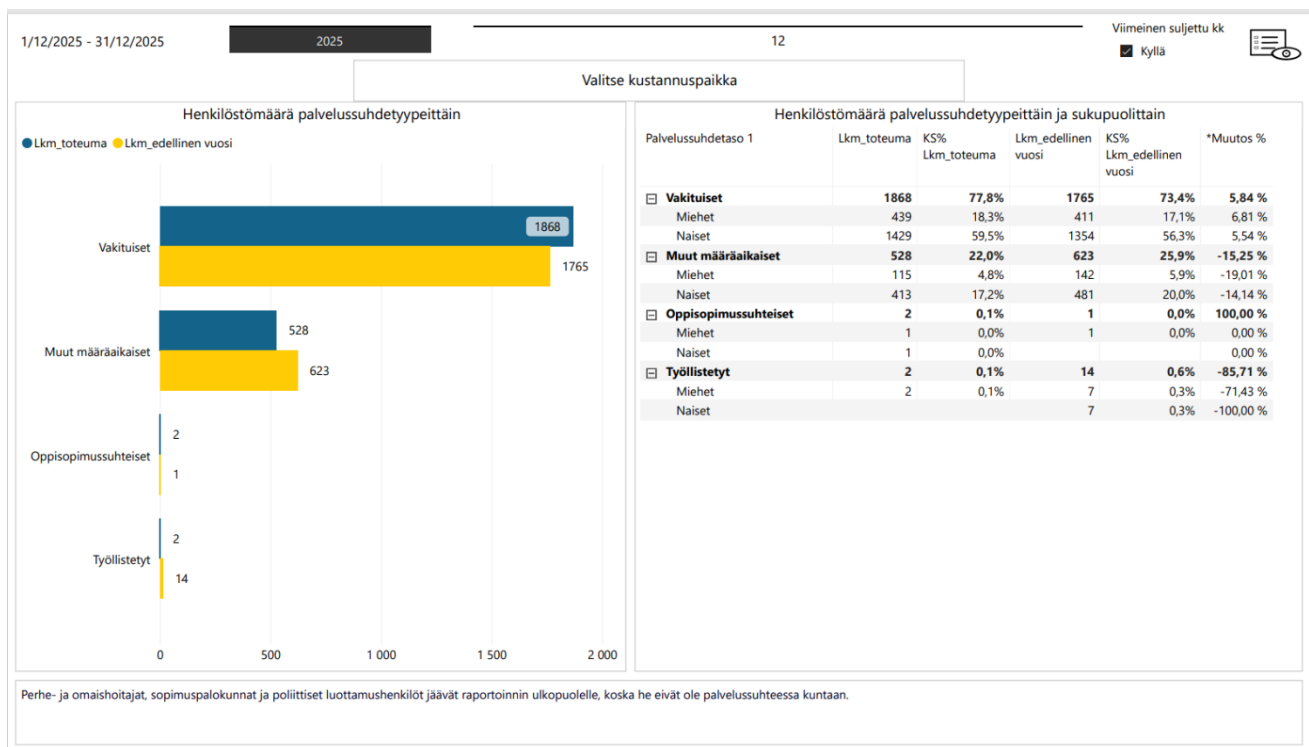 1/12/2025 - 31/12/2025
2025
12
Viimeinen suljettu kk
Kyllä
Valitse kustannuspaikka
Henkilöstömäärä palvelussuhdetyypeittäin
Lkm_toteuma Lkm_edellinen vuosi
Vakituiset
1868
1765
Muut määräaikaiset
528
623
Oppisopimussuhteiset
2
1
Työllistetyt
2
14
0 500 1 000 1 500 2 000
Henkilöstömäärä palvelussuhdetyypeittäin ja sukupuolittain
Palvelussuhdetaso 1 Lkm_toteuma KS% Lkm_edellinen KS% *Muutos %
Lkm_toteuma vuosi Lkm_edellinen
vuosi
Vakituiset 1868 77,8% 1765 73,4% 5,84 %
Miehet 439 18,3% 411 17,1% 6,81 %
Naiset 1429 59,5% 1354 56,3% 5,54 %
Muut määräaikaiset 528 22,0% 623 25,9% -15,25 %
Miehet 115 4,8% 142 5,9% -19,01 %
Naiset 413 17,2% 481 20,0% -14,14 %
Oppisopimussuhteiset 2 0,1% 1 0,0% 100,00 %
Miehet 1 0,0% 1 0,0% 0,00 %
Naiset 1 0,0% 0,00 %
Työllistetyt 2 0,1% 14 0,6% -85,71 %
Miehet 2 0,1% 7 0,3% -71,43 %
Naiset 7 0,3% -100,00 %
Perhe- ja omaishoitajat, sopimuspalokunnat ja poliittiset luottamushenkilöt jäävät raportoinnin ulkopuolelle, koska he eivät ole palvelussuhteessa kuntaan.